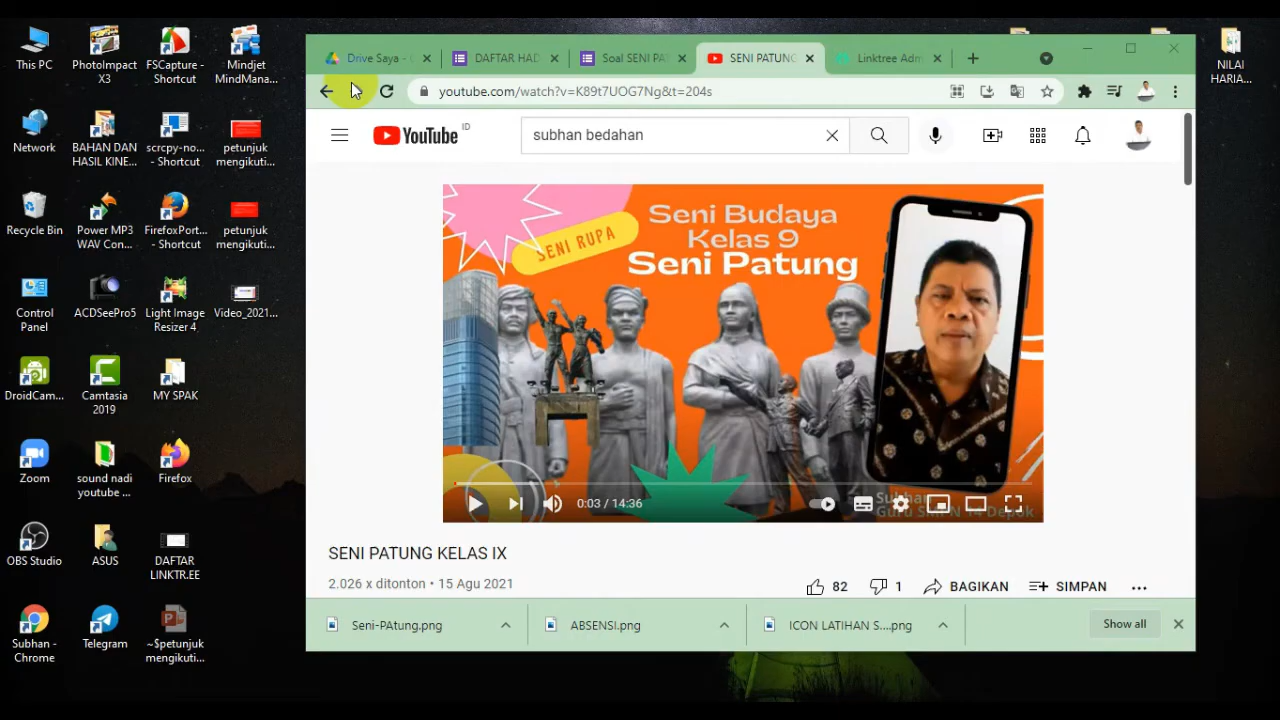 This PC
PhotoImpact X3
FSCapture - Shortcut
Mindjet MindMana...
Network
BAHAN DAN HASIL KINE...
scrcpy-no... - Shortcut
petunjuk mengikuti...
Recycle Bin
Power MP3 WAV Con...
FirefoxPort... - Shortcut
petunjuk mengikuti...
Control Panel
ACDSeePro5
Light Image Resizer 4
Video_2021...
DroidCam...
Camtasia 2019
MY SPAK
Zoom
sound nadi youtube ...
Firefox
OBS Studio
ASUS
DAFTAR LINKTR.EE
Subhan - Chrome
Telegram
~$petunjuk mengikuti...
NILAI HARIA...
Drive Saya -
DAFTAR HAD
Soal SENI PAT
SENI PATUNG
Linktree Adm
youtube.com/watch?v=K89t7UOG7Ng&t=204s
YouTube ID
subhan bedahan
SENI RUPA
Seni Budaya
Kelas 9
Seni Patung
Subhan
Guru SMP N 14 Depok
0:03 / 14:36
SENI PATUNG KELAS IX
2.026 x ditonton • 15 Agu 2021
82
1
BAGIKAN
SIMPAN
Seni-PAtung.png
ABSENSI.png
ICON LATIHAN S....png
Show all